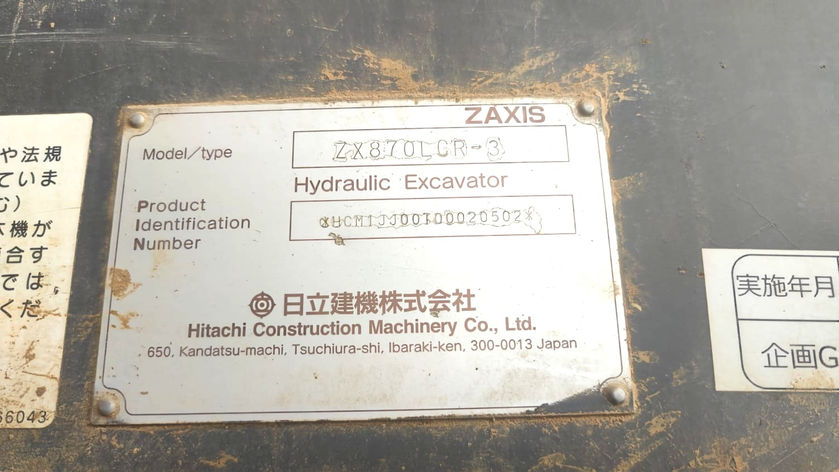 や法規
ていま
む）
本機が
合す
では，
くだ
66043
ZAXIS
Model/type
ZX870LCR-3
Hydraulic Excavator
Product
Identification
Number
*HCM1JJ00T00020502*
日立建機株式会社
Hitachi Construction Machinery Co., Ltd.
650, Kandatsu-machi, Tsuchiura-shi, Ibaraki-ken, 300-0013 Japan
実施年月
企画G